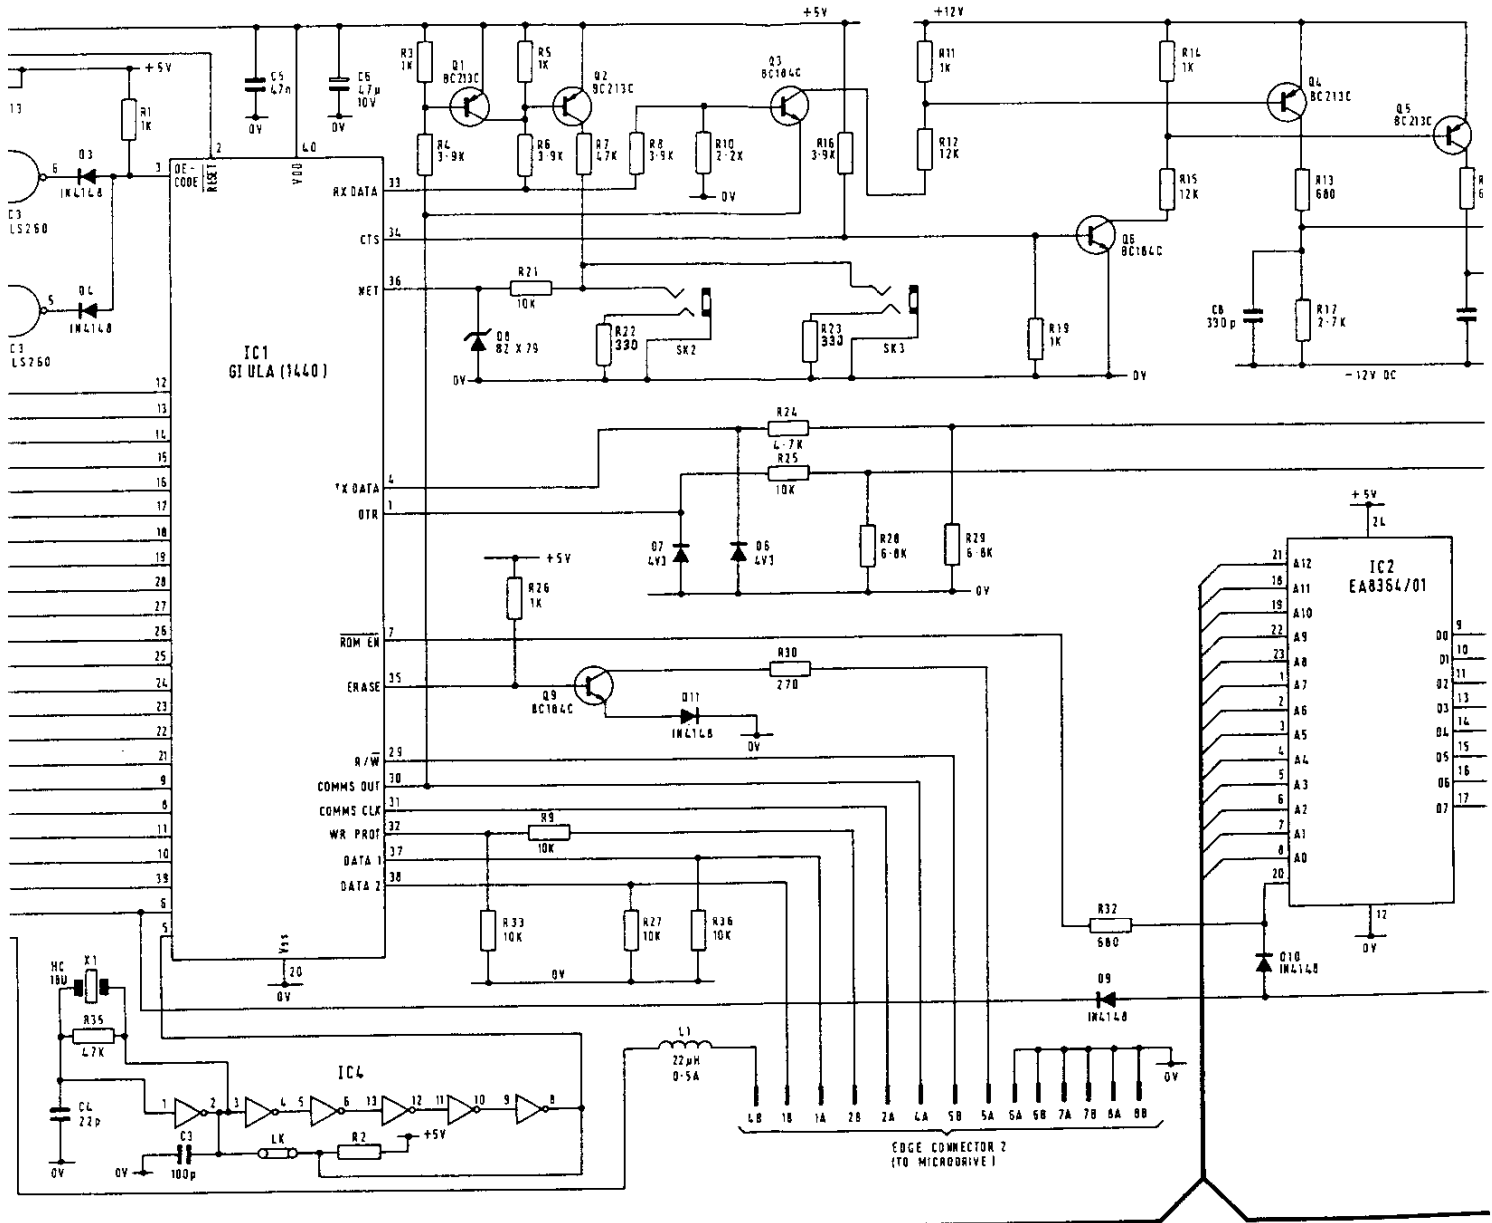 +5V
+12V
+5V
13
R1
1K
C5
47n
0V
C6
47µ
10V
0V
R3
1K
Q1
BC213C
R5
1K
Q2
BC213C
Q3
BC184C
R11
1K
R14
1K
Q4
BC213C
Q5
BC213C
R4
3·9K
R6
3·9K
R7
47K
R8
3·9K
R10
2·2K
0V
R16
3·9K
R12
12K
R15
12K
R13
680
R
6
6
D3
1N4148
IC3
LS260
3
DE-
CODE
RESET
2
VDD
40
RX DATA
33
CTS
34
NET
36
5
D4
1N4148
IC3
LS260
IC1
GI ULA (1440)
R21
10K
D8
BZX79
0V
R22
330
SK2
R23
330
SK3
R19
1K
Q6
BC184C
0V
C8
330p
R17
2·7K
-12V DC
12
13
14
15
16
17
18
19
28
27
26
25
24
23
22
21
9
8
11
10
39
6
5
TX DATA
4
DTR
1
R24
4·7K
R25
10K
D7
4V3
D6
4V3
R28
6·8K
R29
6·8K
0V
+5V
R26
1K
ROM EN
7
ERASE
35
Q9
BC184C
R30
270
D11
1N4148
0V
R/W
29
COMMS OUT
30
COMMS CLK
31
WR PROT
32
DATA 1
37
DATA 2
38
R9
10K
R33
10K
R27
10K
R36
10K
0V
Vss
20
0V
+5V
24
IC2
EA8364/01
21 A12
18 A11
19 A10
22 A9
23 A8
1 A7
2 A6
3 A5
4 A4
5 A3
6 A2
7 A1
8 A0
20
D0 9
D1 10
D2 11
D3 13
D4 14
D5 15
D6 16
D7 17
12
0V
R32
680
D10
1N4148
D9
1N4148
HC
18U
X1
R35
47K
C4
22p
0V
IC4
1 2 3 4 5 6 13 12 11 10 9 8
C3
100p
0V
LK
R2
+5V
L1
22µH
0·5A
4B 1B 1A 2B 2A 4A 5B 5A 6A 6B 7A 7B 8A 8B
0V
EDGE CONNECTOR 2
(TO MICRODRIVE)